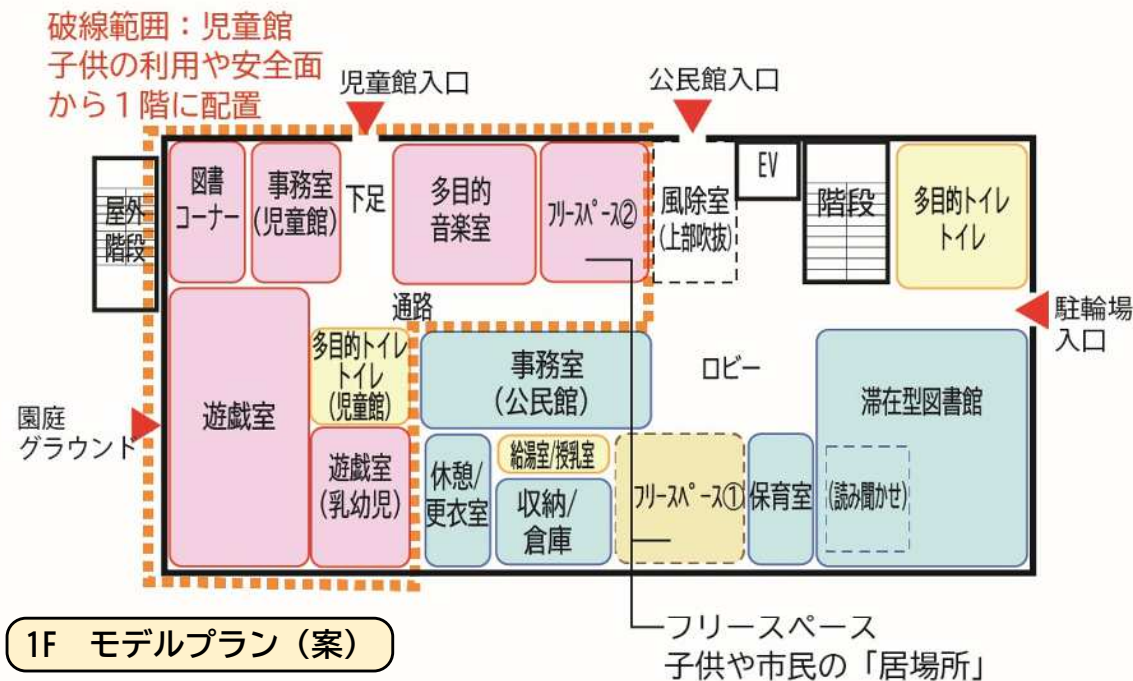 破線範囲：児童館
子供の利用や安全面
から１階に配置
児童館入口
公民館入口
屋外
階段
図書
コーナー
事務室
(児童館)
下足
多目的
音楽室
ﾌﾘｰｽﾍﾟｰｽ②
風除室
(上部吹抜)
EV
階段
多目的トイレ
トイレ
通路
駐輪場
入口
多目的トイレ
トイレ
(児童館)
事務室
(公民館)
ロビー
滞在型図書館
園庭
グラウンド
遊戯室
遊戯室
(乳幼児)
休憩/
更衣室
給湯室/授乳室
収納/
倉庫
ﾌﾘｰｽﾍﾟｰｽ①
保育室
(読み聞かせ)
1F　モデルプラン（案）
フリースペース
子供や市民の「居場所」